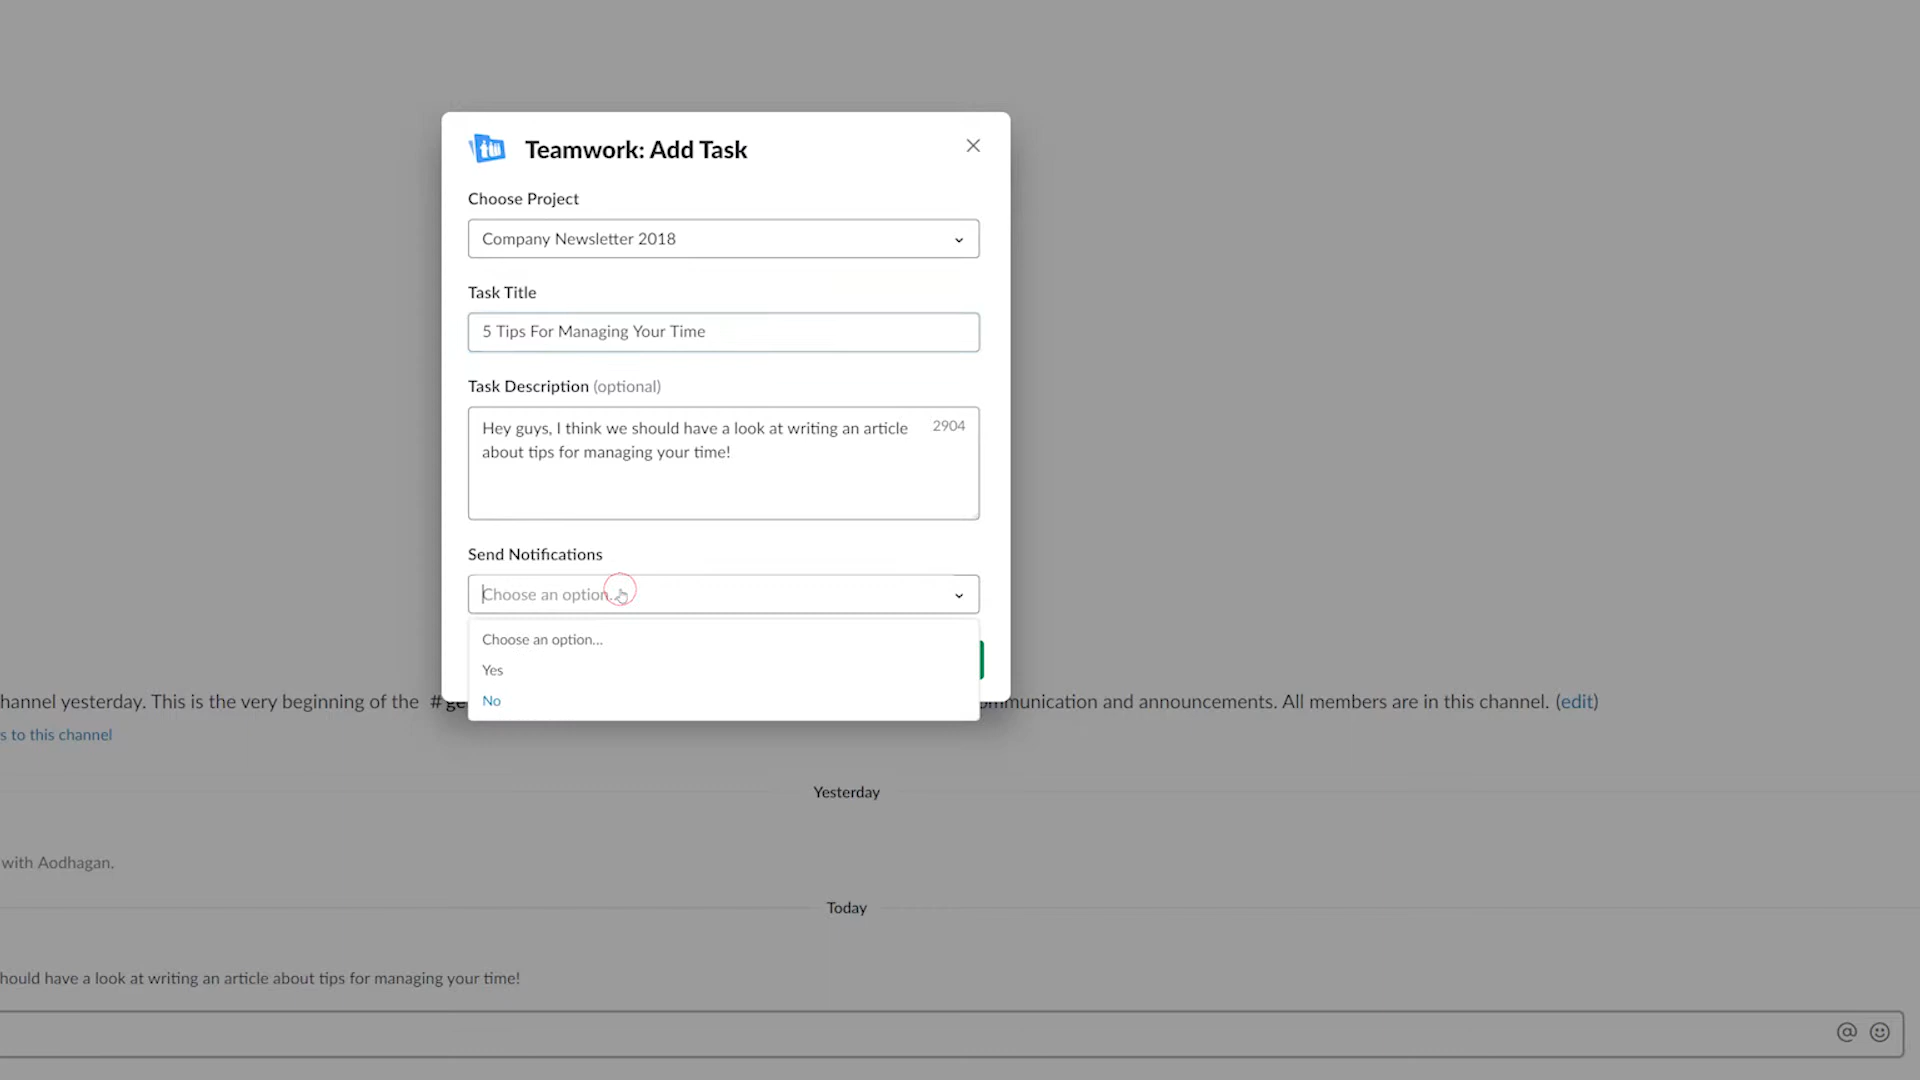 Teamwork: Add Task
Choose Project
Company Newsletter 2018
Task Title
5 Tips For Managing Your Time
Task Description (optional)
Hey guys, I think we should have a look at writing an article
2904
about tips for managing your time!
Send Notifications
Choose an option
Choose an option...
Yes
No
hannel yesterday. This is the very beginning of the #ge mmunication and announcements. All members are in this channel. (edit)
s to this channel
Yesterday
with Aodhagan.
Today
hould have a look at writing an article about tips for managing your time!